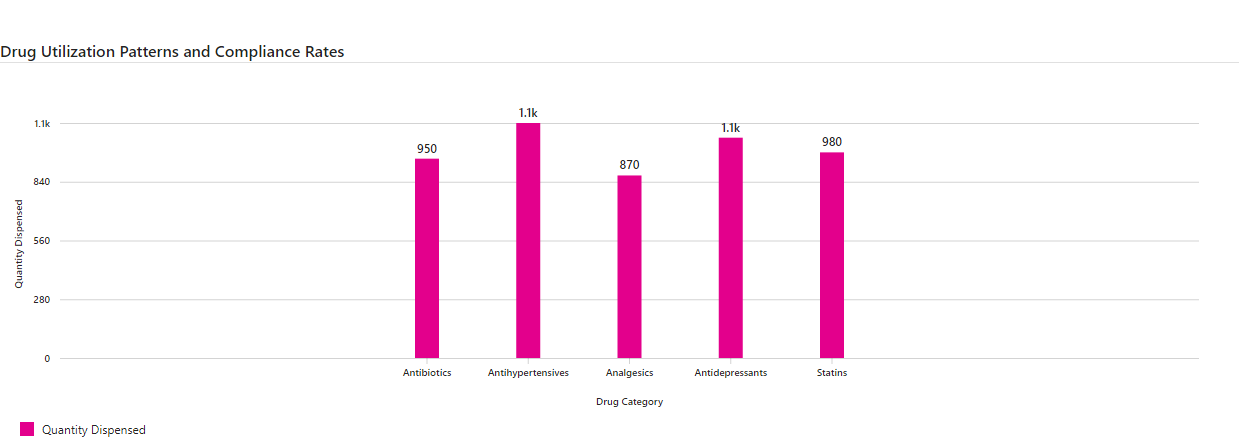 Drug Utilization Patterns and Compliance Rates
1.1k
1.1k
1.1k
980
950
870
840
560
280
0
Quantity Dispensed
Antibiotics Antihypertensives Analgesics Antidepressants Statins
Drug Category
Quantity Dispensed